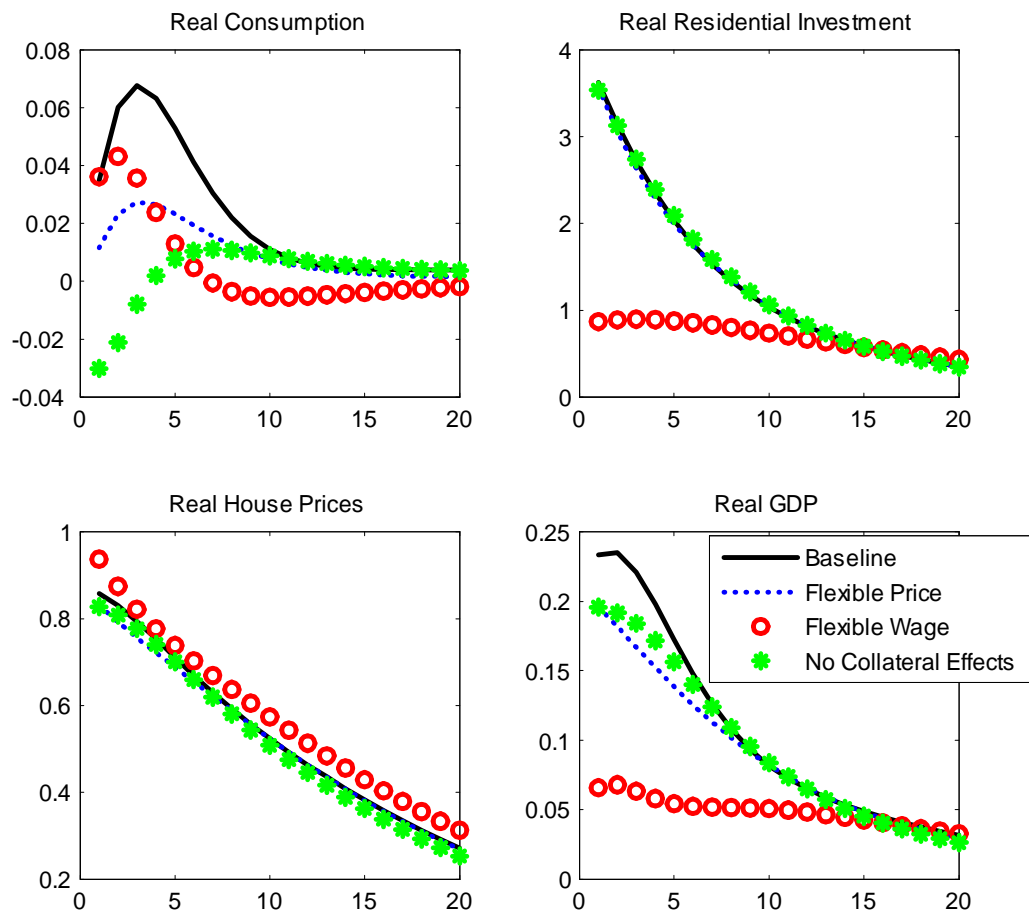 Real Consumption
0.08
0.06
0.04
0.02
0
-0.02
-0.04
0 5 10 15 20
Real Residential Investment
4
3
2
1
0
0 5 10 15 20
Real House Prices
1
0.8
0.6
0.4
0.2
0 5 10 15 20
Real GDP
0.25
0.2
0.15
0.1
0.05
0
0 5 10 15 20
Baseline
Flexible Price
Flexible Wage
No Collateral Effects